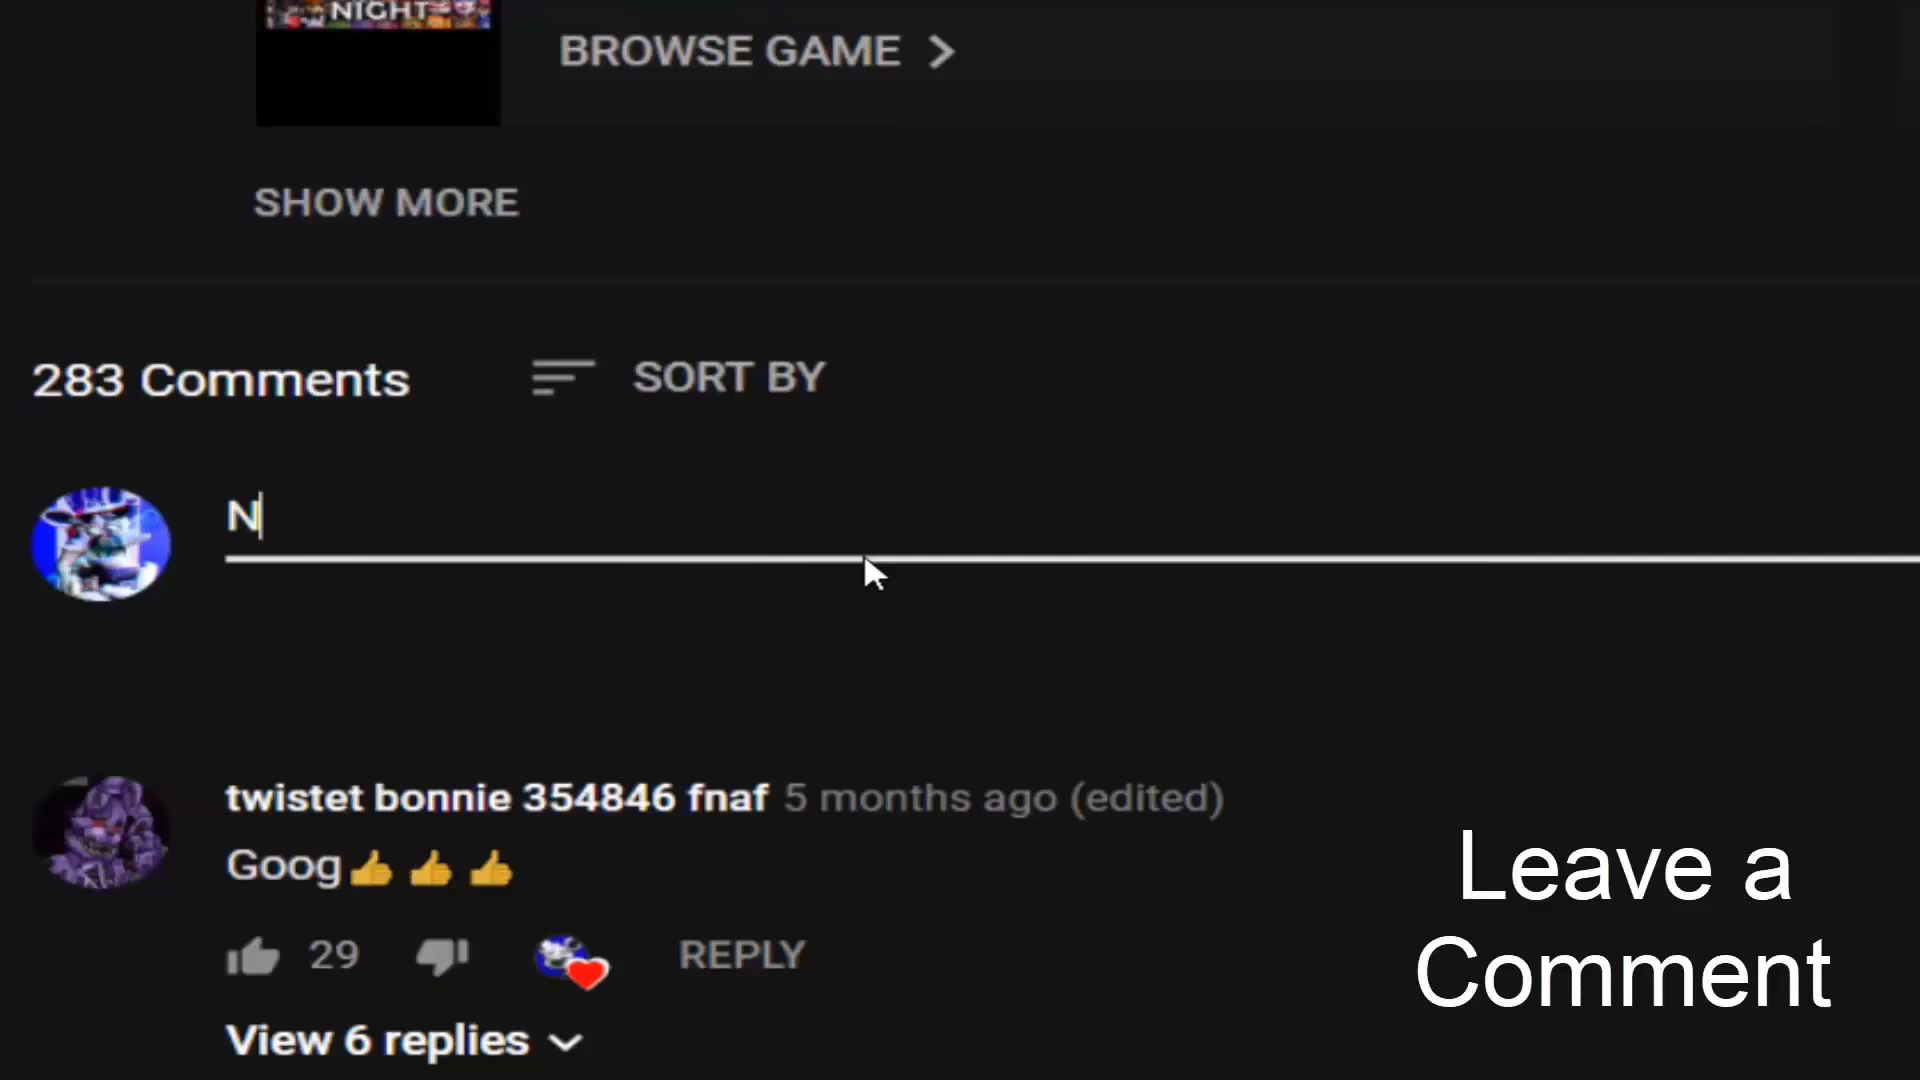 NIGHT
BROWSE GAME
SHOW MORE
283 Comments
SORT BY
N
twistet bonnie 354846 fnaf 5 months ago (edited)
Goog👍👍👍
29
REPLY
View 6 replies
Leave a
Comment